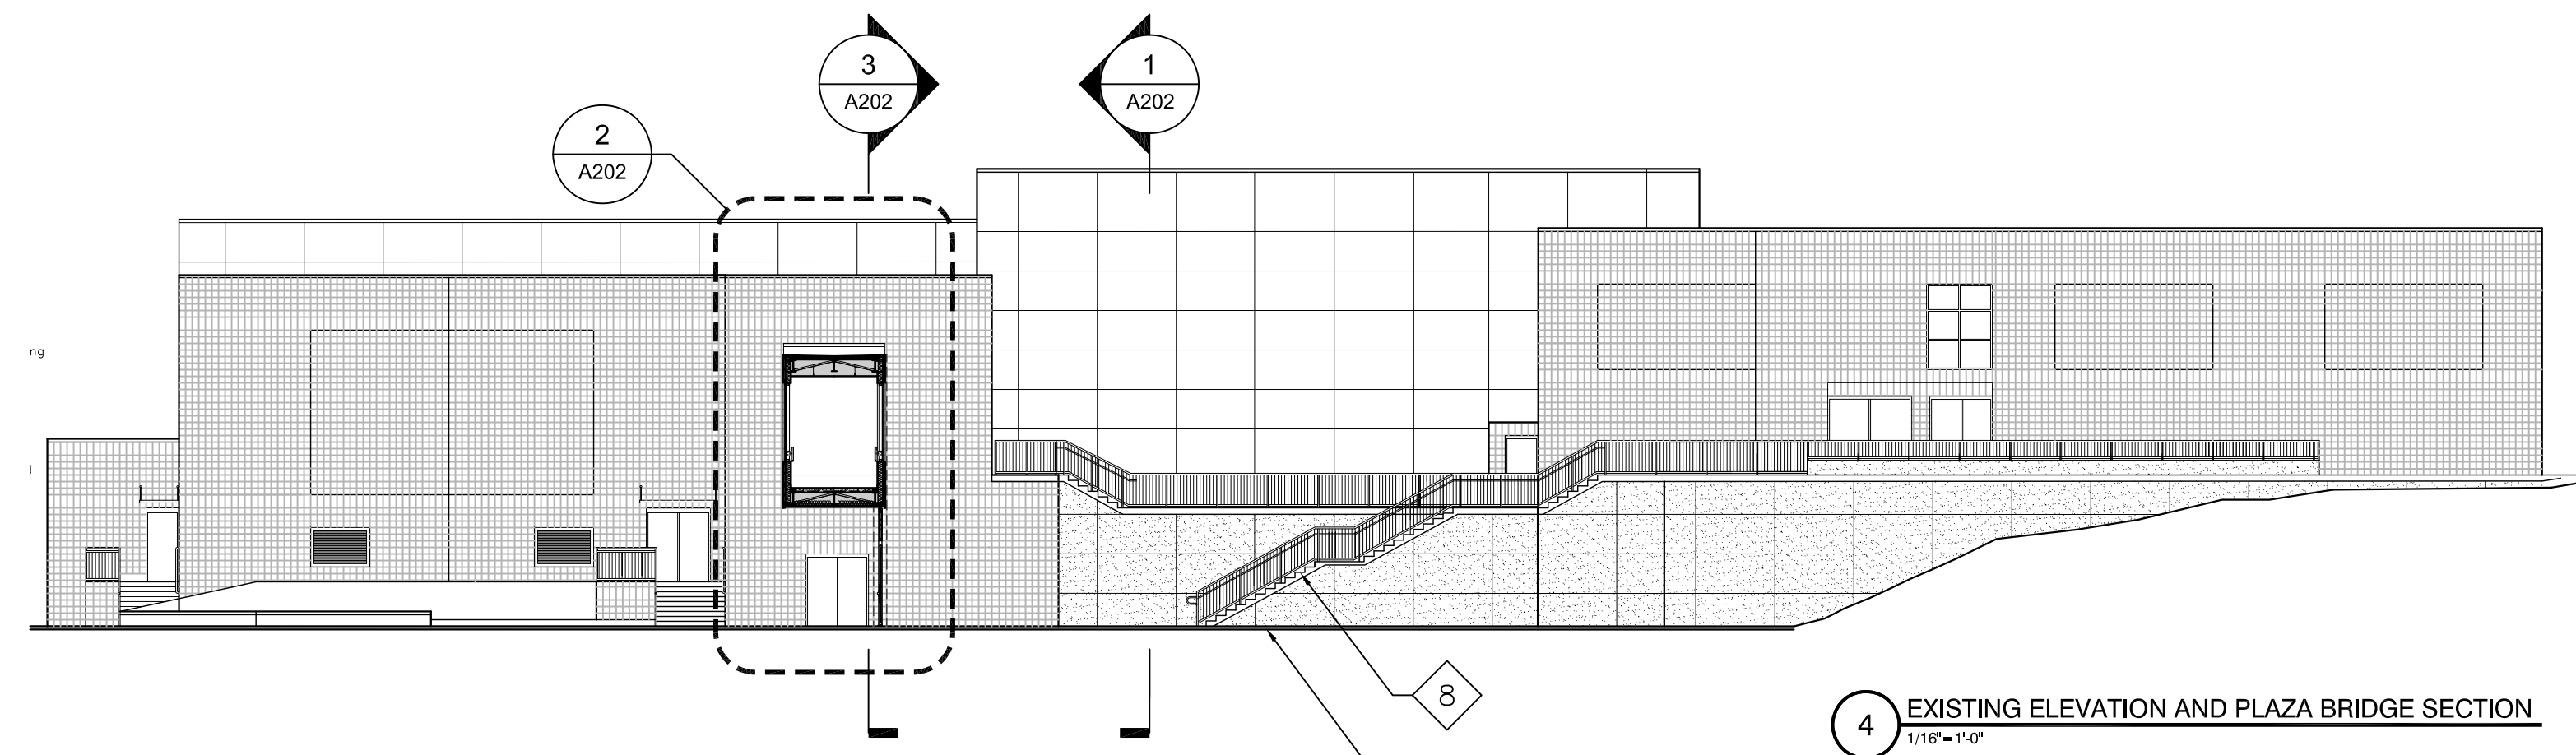 3
A202
1
A202
2
A202
ng
8
4
EXISTING ELEVATION AND PLAZA BRIDGE SECTION
1/16"=1'-0"